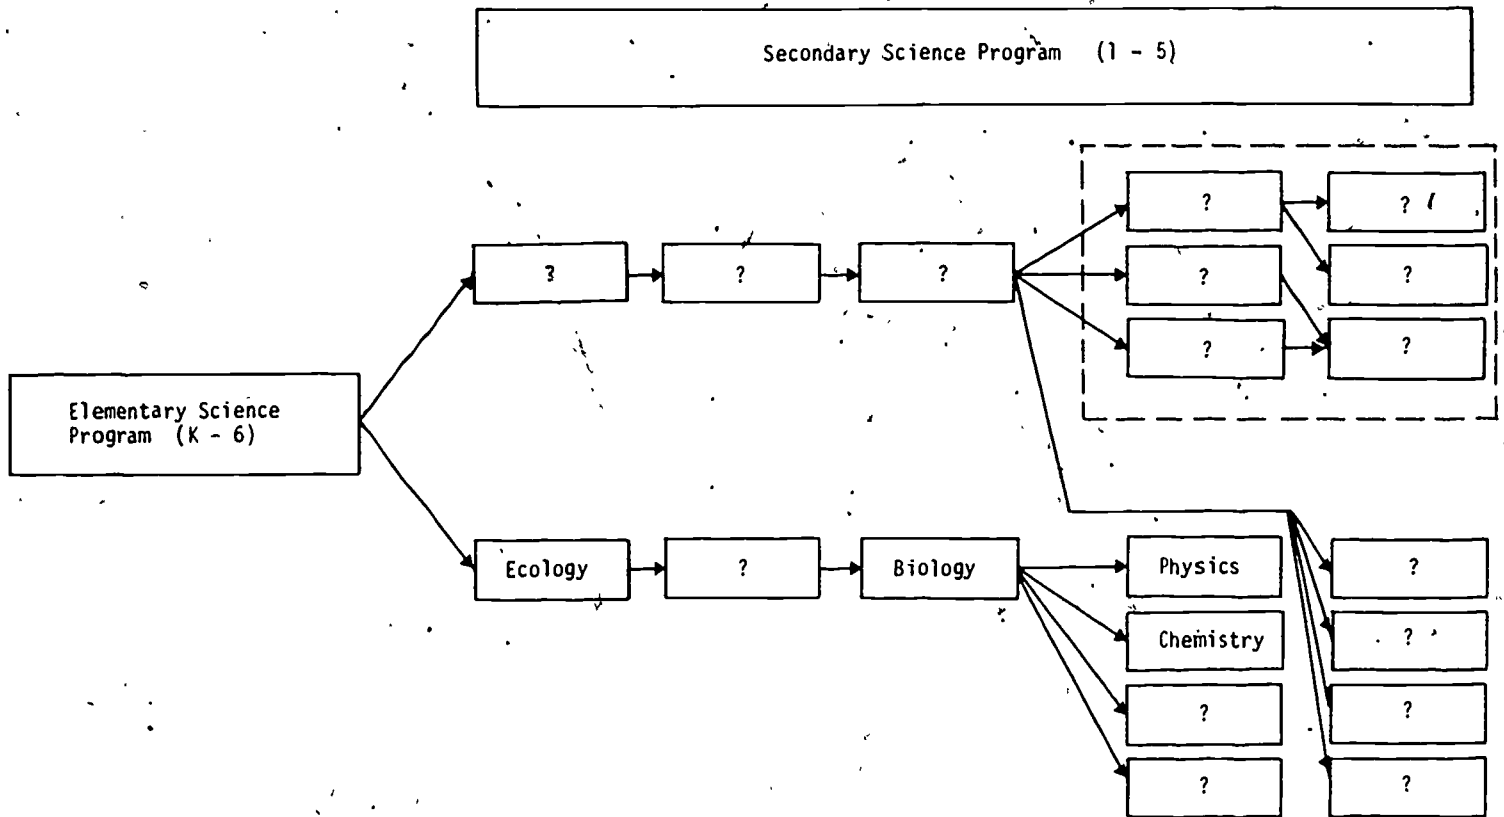 Secondary Science Program (1 - 5)
? ?
? ? ? ? ?
? ?
Elementary Science
Program (K - 6)
Ecology ? Biology Physics ?
Chemistry ?
? ?
? ?